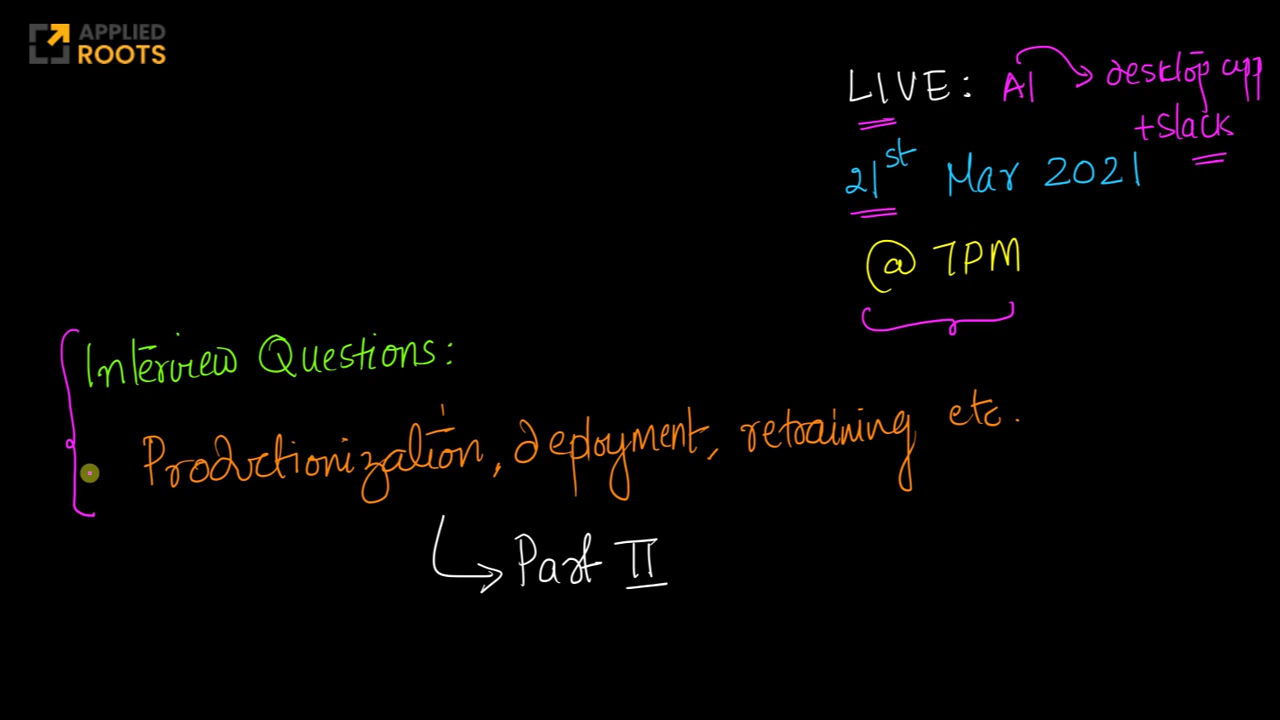 APPLIED
ROOTS
LIVE: AI → desktop app
+ Slack
21st Mar 2021
@ 7PM
Interview Questions:
Productionization, deployment, retraining etc.
↳ Part II